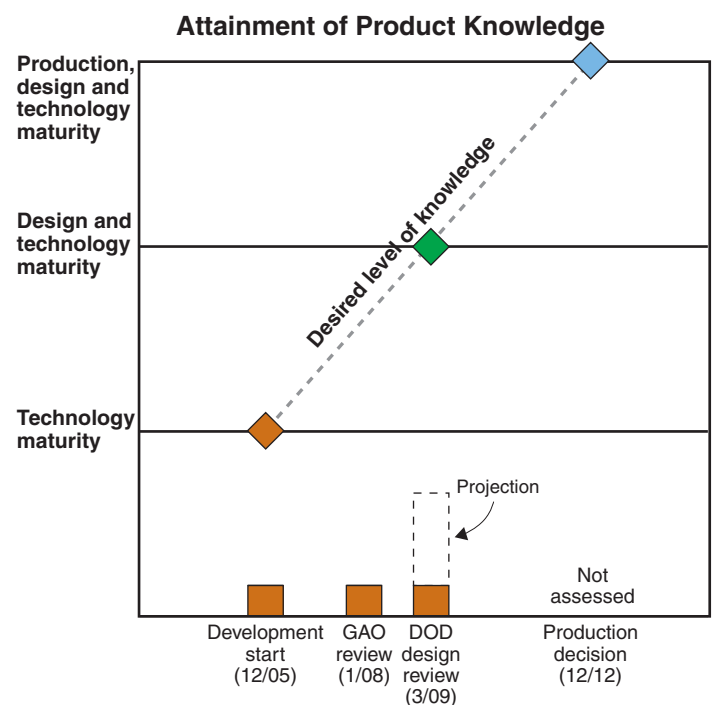 Attainment of Product Knowledge
Production,
design and
technology
maturity
Design and
technology
maturity
Technology
maturity
Desired level of knowledge
Projection
Not
assessed
Development
start
(12/05)
GAO
review
(1/08)
DOD
design
review
(3/09)
Production
decision
(12/12)